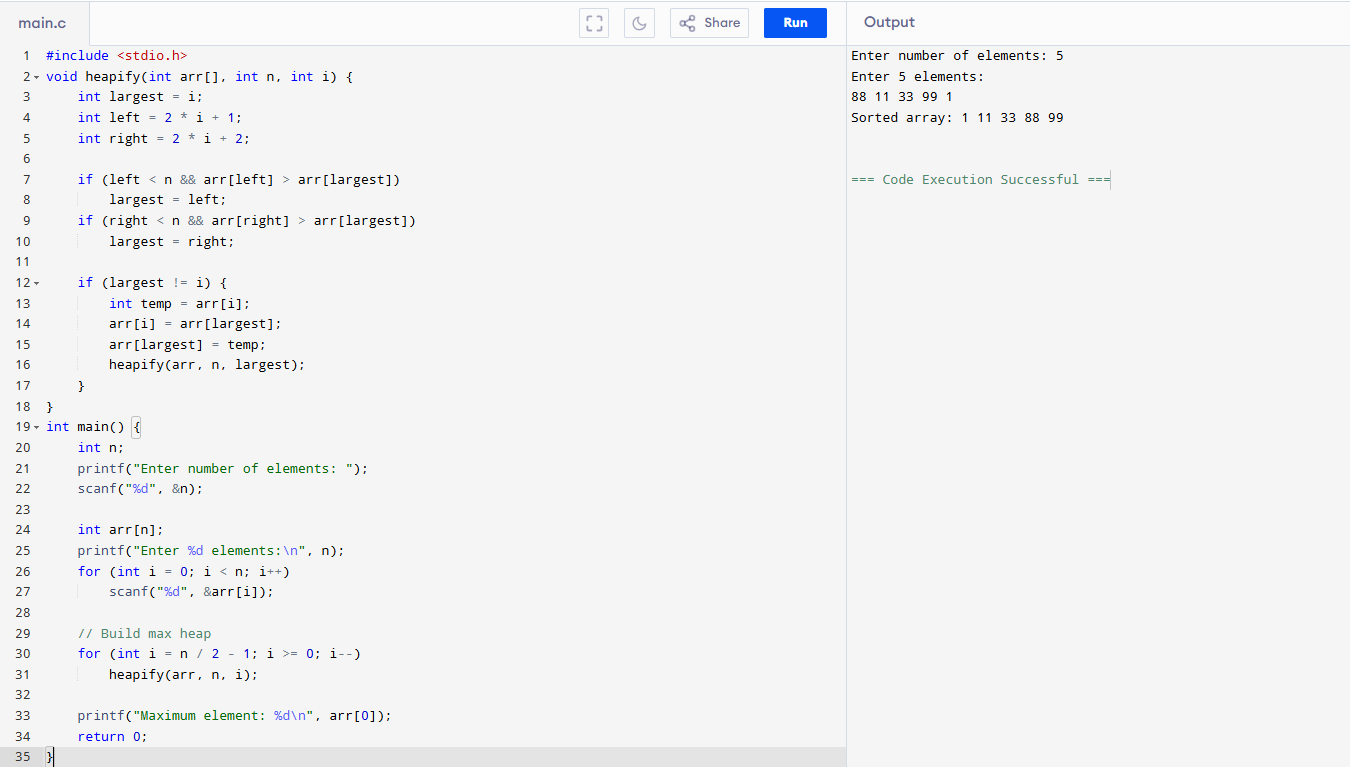 main.c
Share
Run
Output
1 #include <stdio.h>
2 void heapify(int arr[], int n, int i) {
3     int largest = i;
4     int left = 2 * i + 1;
5     int right = 2 * i + 2;
6
7     if (left < n && arr[left] > arr[largest])
8         largest = left;
9     if (right < n && arr[right] > arr[largest])
10         largest = right;
11
12     if (largest != i) {
13         int temp = arr[i];
14         arr[i] = arr[largest];
15         arr[largest] = temp;
16         heapify(arr, n, largest);
17     }
18 }
19 int main() {
20     int n;
21     printf("Enter number of elements: ");
22     scanf("%d", &n);
23
24     int arr[n];
25     printf("Enter %d elements:\n", n);
26     for (int i = 0; i < n; i++)
27         scanf("%d", &arr[i]);
28
29     // Build max heap
30     for (int i = n / 2 - 1; i >= 0; i--)
31         heapify(arr, n, i);
32
33     printf("Maximum element: %d\n", arr[0]);
34     return 0;
35 }
Enter number of elements: 5
Enter 5 elements:
88 11 33 99 1
Sorted array: 1 11 33 88 99
=== Code Execution Successful ===